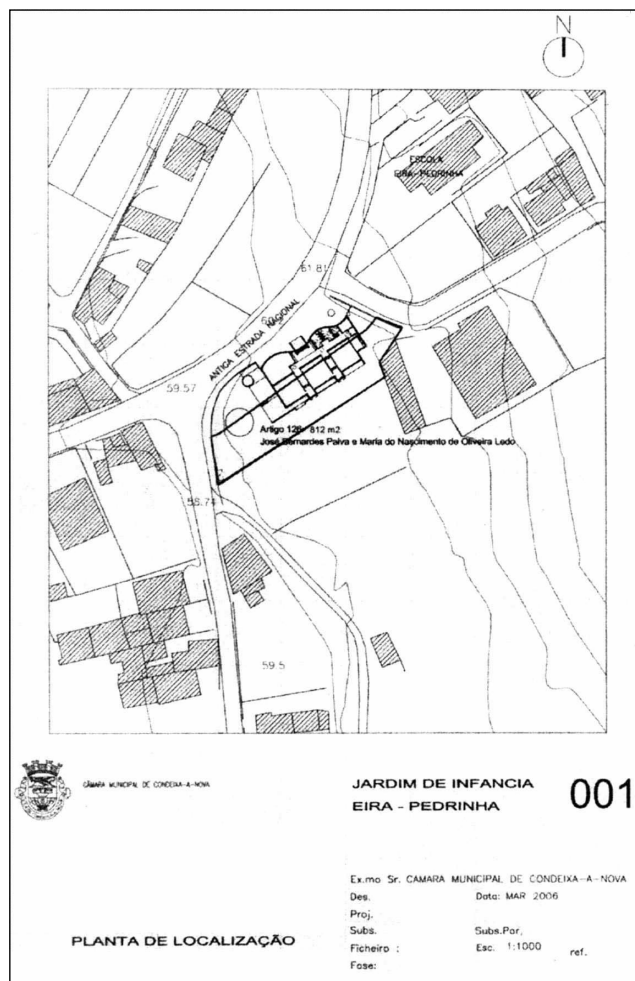 N
ESCOLA
EIRA-PEDRINHA
61.81
ANTIGA ESTRADA NACIONAL
59.57
Artigo 128- 812 m2
José Bernardes Paiva e Maria do Nascimento de Oliveira Ledo
58.74
59.5
CÂMARA MUNICIPAL DE CONDEIXA-A-NOVA
JARDIM DE INFANCIA
EIRA - PEDRINHA
001
Ex.mo Sr. CAMARA MUNICIPAL DE CONDEIXA-A-NOVA
Des.
Data: MAR 2006
Proj.
Subs.
Subs.Por.
Ficheiro :
Esc. 1:1000
ref.
Fase:
PLANTA DE LOCALIZAÇÃO